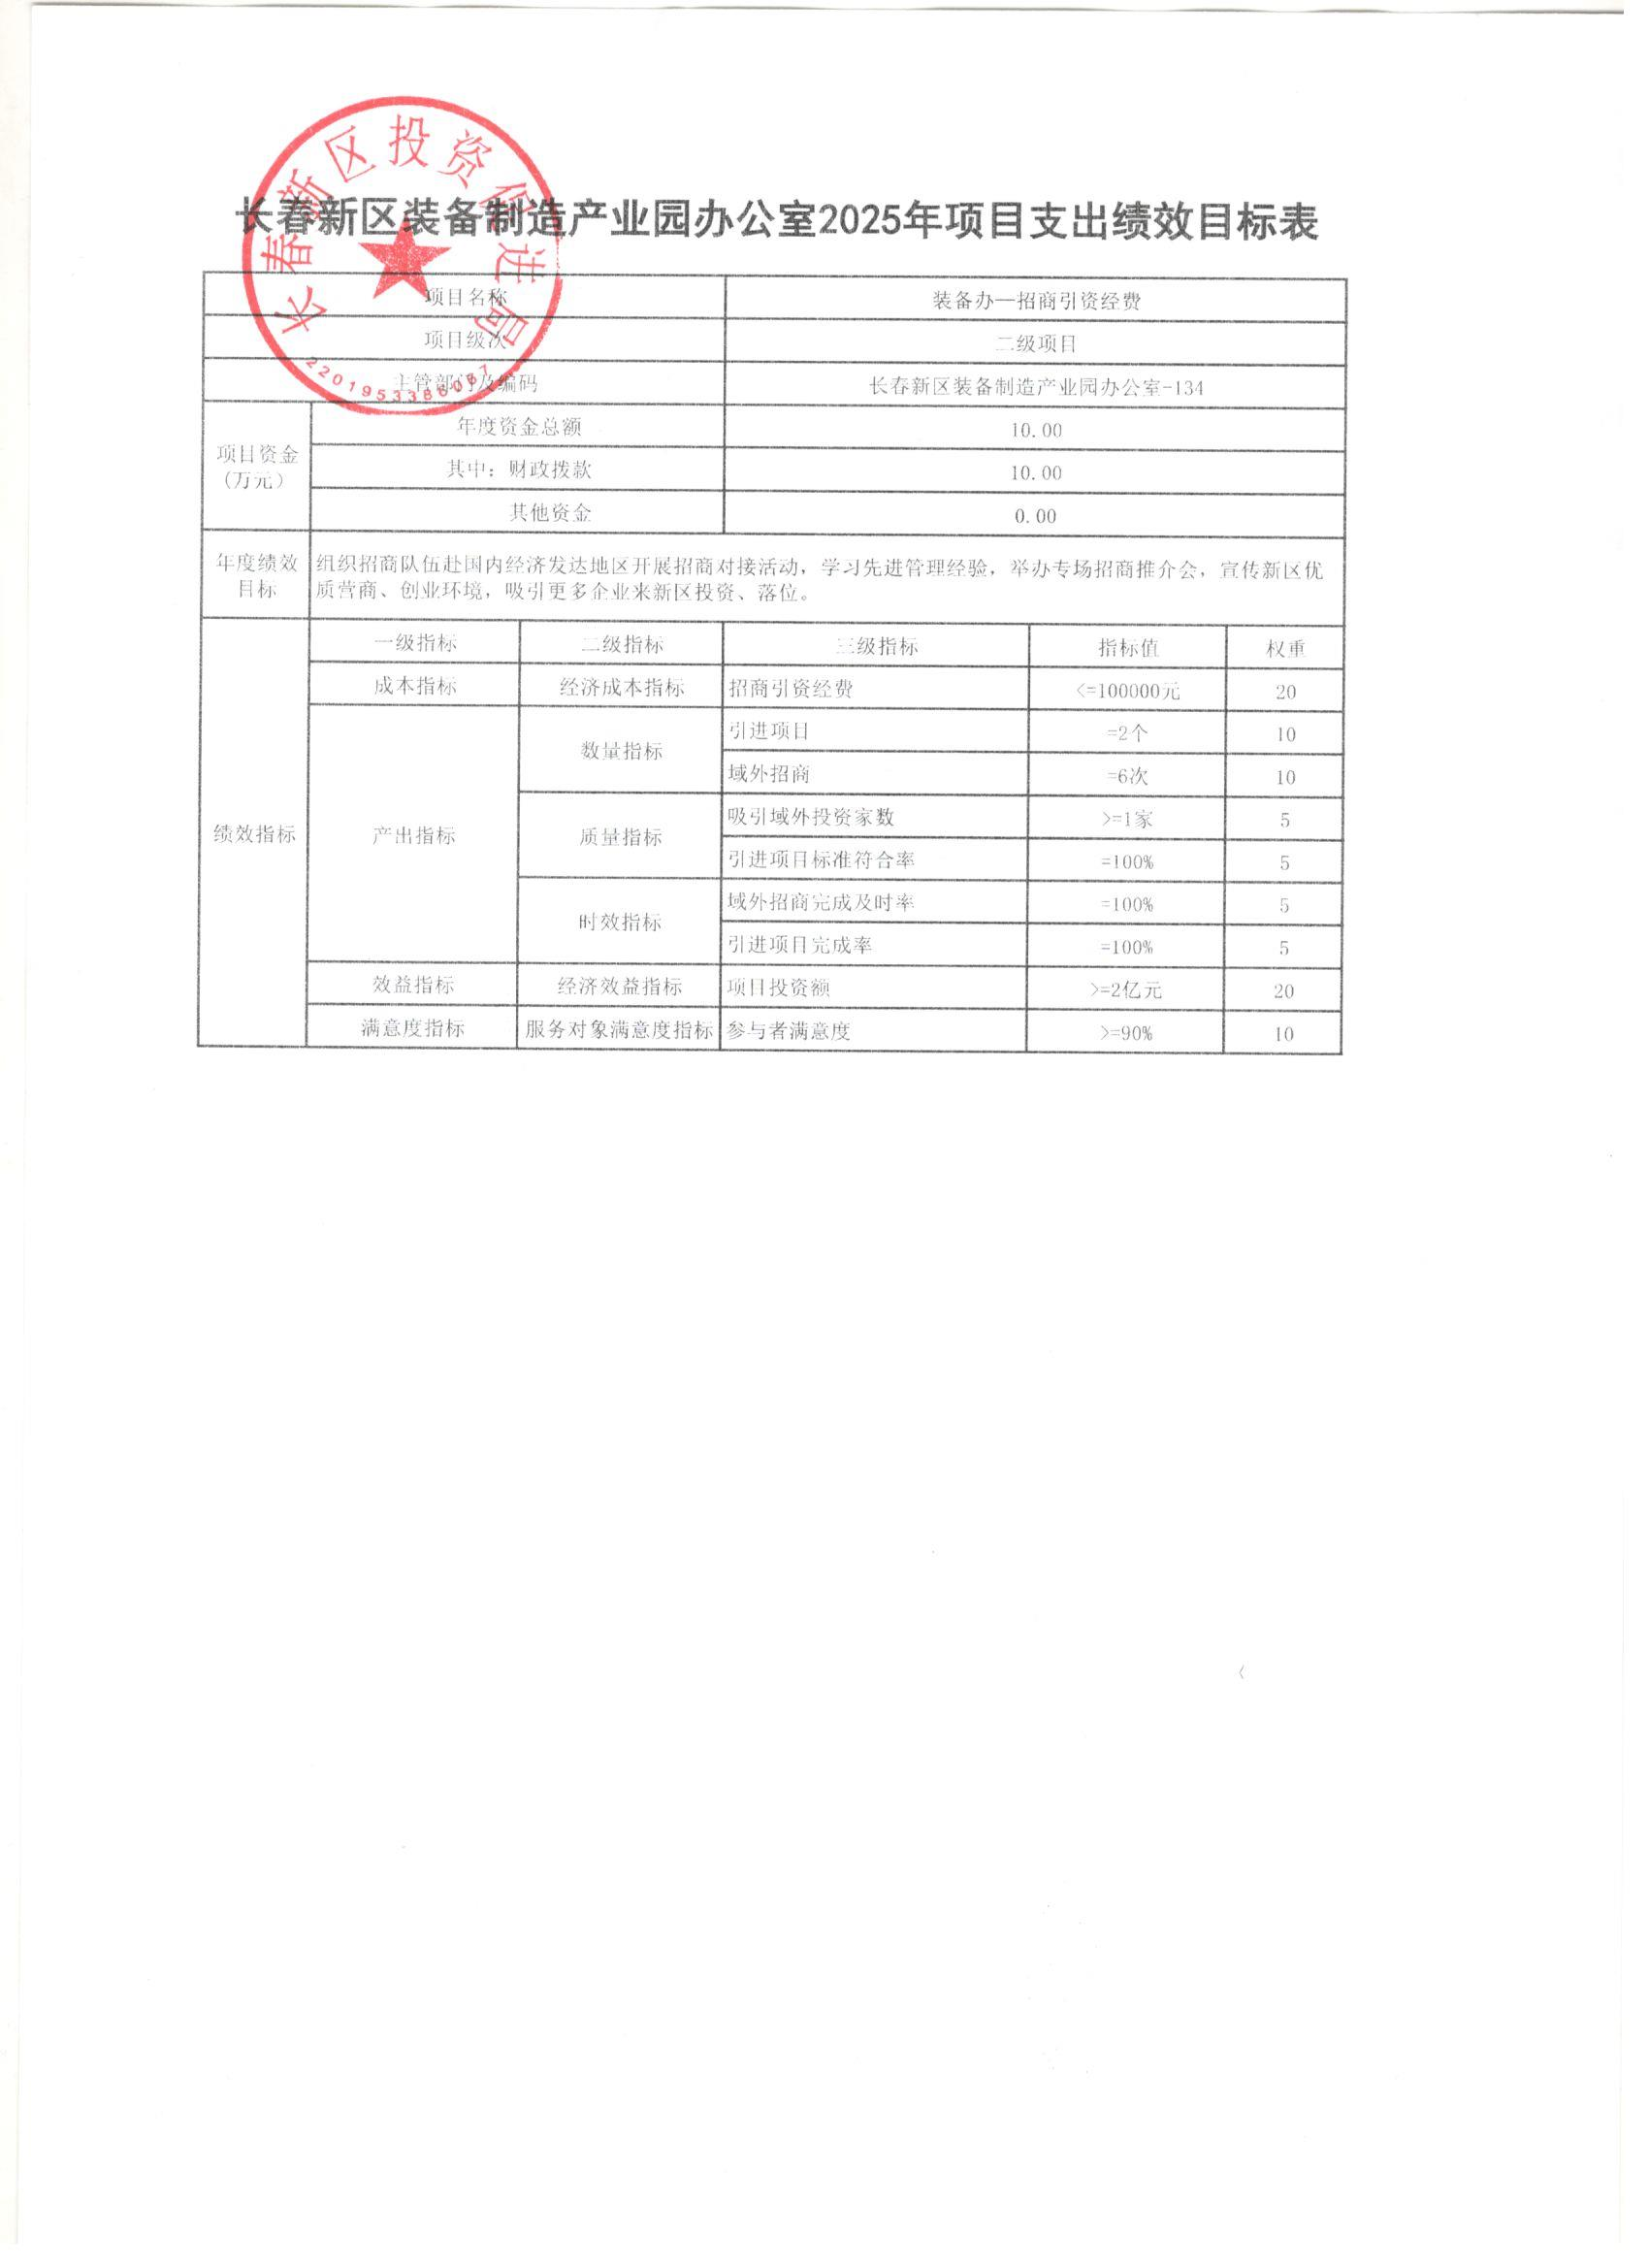 长春新区投资促进局
长春新区装备制造产业园办公室2025年项目支出绩效目标表
项目名称 装备办—招商引资经费
项目级次 二级项目
主管部门及编码 长春新区装备制造产业园办公室-134
项目资金
(万元)
年度资金总额 10.00
其中：财政拨款 10.00
其他资金 0.00
年度绩效
目标
组织招商队伍赴国内经济发达地区开展招商对接活动，学习先进管理经验，举办专场招商推介会，宣传新区优
质营商、创业环境，吸引更多企业来新区投资、落位。
绩效指标
一级指标 二级指标 三级指标 指标值 权重
成本指标 经济成本指标 招商引资经费 <=100000元 20
产出指标
数量指标
引进项目 =2个 10
域外招商 =6次 10
质量指标
吸引域外投资家数 >=1家 5
引进项目标准符合率 =100% 5
时效指标
域外招商完成及时率 =100% 5
引进项目完成率 =100% 5
效益指标 经济效益指标 项目投资额 >=2亿元 20
满意度指标 服务对象满意度指标 参与者满意度 >=90% 10